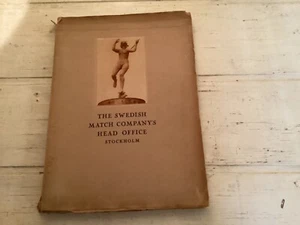 THE SWEDISH
MATCH COMPANY'S
HEAD OFFICE
STOCKHOLM